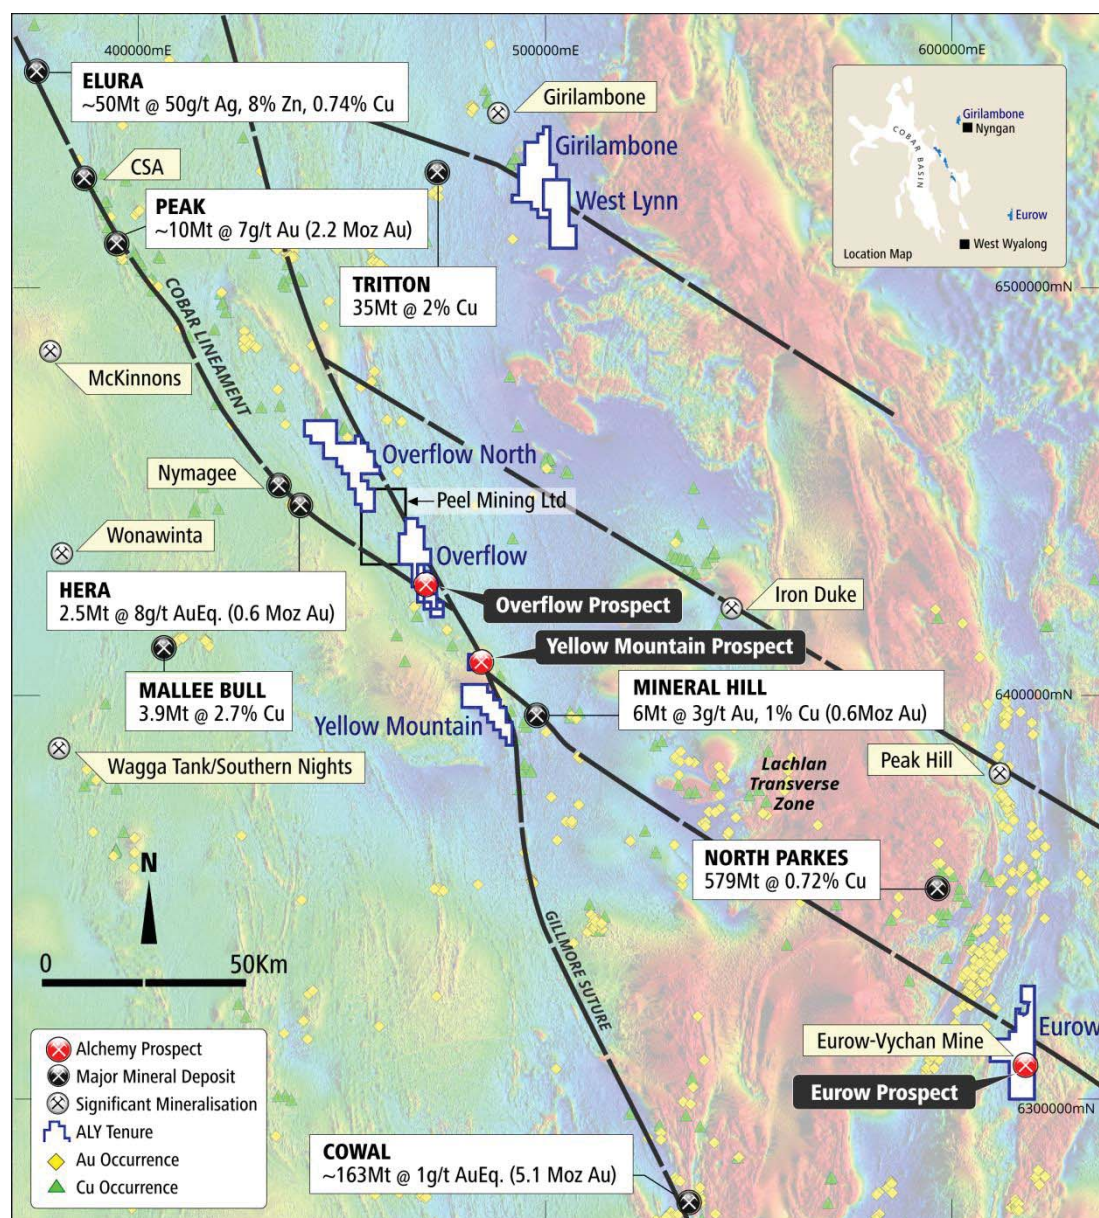 400000mE
500000mE
600000mE
ELURA
~50Mt @ 50g/t Ag, 8% Zn, 0.74% Cu
Girilambone
Girilambone
Nyngan
COBAR BASIN
Eurow
West Wyalong
Location Map
CSA
Girilambone
West Lynn
PEAK
~10Mt @ 7g/t Au (2.2 Moz Au)
TRITTON
35Mt @ 2% Cu
6500000mN
COBAR LINEAMENT
McKinnons
Overflow North
Nymagee
Peel Mining Ltd
Wonawinta
Overflow
HERA
2.5Mt @ 8g/t AuEq. (0.6 Moz Au)
Overflow Prospect
Iron Duke
Yellow Mountain Prospect
MALLEE BULL
3.9Mt @ 2.7% Cu
MINERAL HILL
6Mt @ 3g/t Au, 1% Cu (0.6Moz Au)
6400000mN
Yellow Mountain
Wagga Tank/Southern Nights
Lachlan
Transverse
Zone
Peak Hill
N
NORTH PARKES
579Mt @ 0.72% Cu
0 50Km
GILLMORE SUTURE
Eurow
Eurow-Vychan Mine
Eurow Prospect
6300000mN
Alchemy Prospect
Major Mineral Deposit
Significant Mineralisation
ALY Tenure
Au Occurrence
Cu Occurrence
COWAL
~163Mt @ 1g/t AuEq. (5.1 Moz Au)